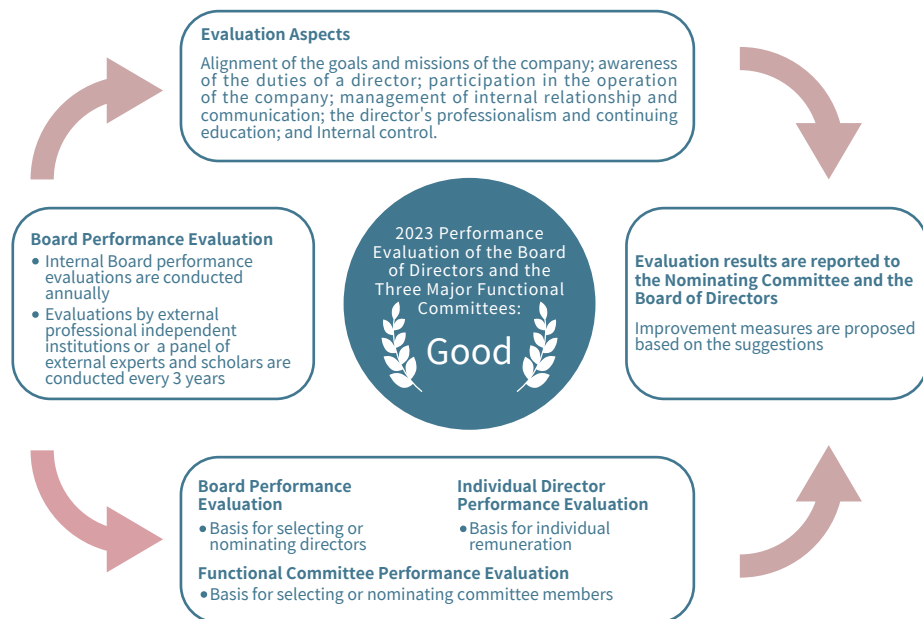 Evaluation Aspects
Alignment of the goals and missions of the company; awareness
of the duties of a director; participation in the operation
of the company; management of internal relationship and
communication; the director's professionalism and continuing
education; and Internal control.
Board Performance Evaluation
• Internal Board performance
evaluations are conducted
annually
• Evaluations by external
professional independent
institutions or a panel of
external experts and scholars are
conducted every 3 years
2023 Performance
Evaluation of the Board
of Directors and the
Three Major Functional
Committees:
Good
Evaluation results are reported to
the Nominating Committee and the
Board of Directors
Improvement measures are proposed
based on the suggestions
Board Performance
Evaluation
• Basis for selecting or
nominating directors
Individual Director
Performance Evaluation
• Basis for individual
remuneration
Functional Committee Performance Evaluation
• Basis for selecting or nominating committee members